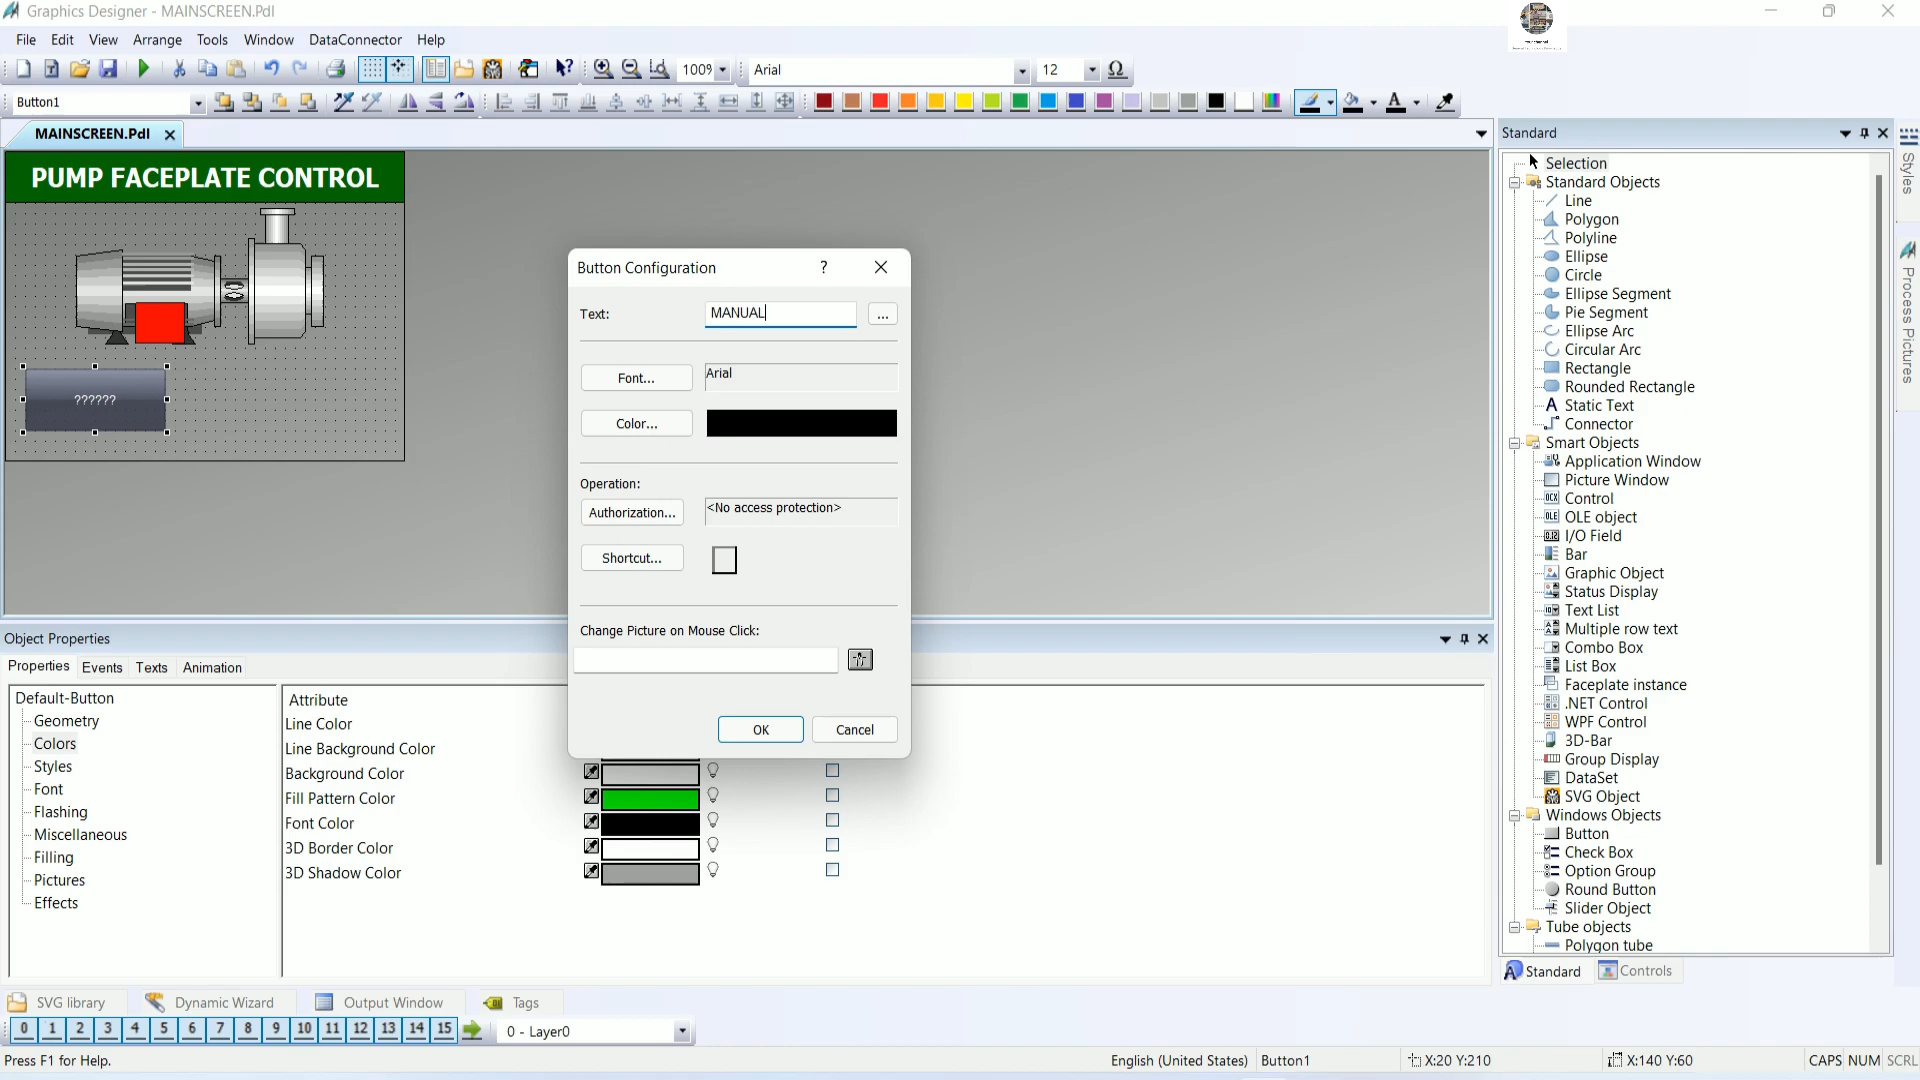 Graphics Designer - MAINSCREEN.Pdl
File Edit View Arrange Tools Window DataConnector Help
100% Arial 12 Ω
Button1 A
MAINSCREEN.Pdl
PUMP FACEPLATE CONTROL
??????
Button Configuration ?
Text: MANUAL ...
Font... Arial
Color...
Operation:
Authorization... <No access protection>
Shortcut...
Change Picture on Mouse Click:
OK Cancel
Object Properties
Properties Events Texts Animation
Default-Button
Geometry
Colors
Styles
Font
Flashing
Miscellaneous
Filling
Pictures
Effects
Attribute
Line Color
Line Background Color
Background Color
Fill Pattern Color
Font Color
3D Border Color
3D Shadow Color
Standard
Selection
Standard Objects
Line
Polygon
Polyline
Ellipse
Circle
Ellipse Segment
Pie Segment
Ellipse Arc
Circular Arc
Rectangle
Rounded Rectangle
A Static Text
Connector
Smart Objects
Application Window
Picture Window
OCX Control
OLE OLE object
0.12 I/O Field
Bar
Graphic Object
Status Display
Text List
Multiple row text
Combo Box
List Box
Faceplate instance
.NET Control
WPF Control
3D-Bar
Group Display
DataSet
SVG Object
Windows Objects
Button
Check Box
Option Group
Round Button
Slider Object
Tube objects
Polygon tube
Standard Controls
Styles
Process Pictures
SVG library Dynamic Wizard Output Window Tags
0 1 2 3 4 5 6 7 8 9 10 11 12 13 14 15 0 - Layer0
Press F1 for Help. English (United States) Button1 X:20 Y:210 X:140 Y:60 CAPS NUM SCRL